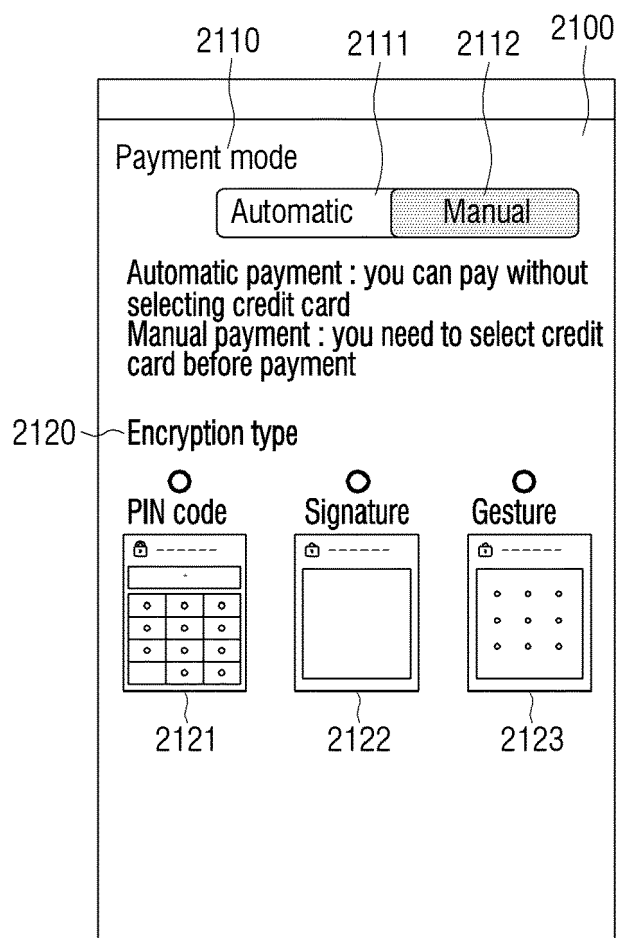 2110 2111 2112 2100
Payment mode
Automatic Manual
Automatic payment : you can pay without
selecting credit card
Manual payment : you need to select credit
card before payment
2120 Encryption type
PIN code Signature Gesture
2121 2122 2123